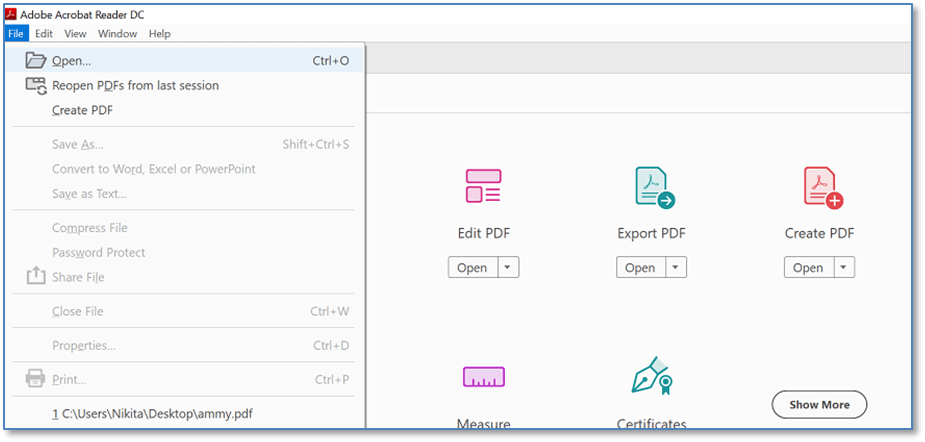 Adobe Acrobat Reader DC
File Edit View Window Help
Open... Ctrl+O
Reopen PDFs from last session
Create PDF
Save As... Shift+Ctrl+S
Convert to Word, Excel or PowerPoint
Save as Text...
Compress File
Password Protect
Share File
Close File Ctrl+W
Properties... Ctrl+D
Print... Ctrl+P
1 C:\Users\Nikita\Desktop\ammy.pdf
Edit PDF Export PDF Create PDF
Open Open Open
Measure Certificates
Show More